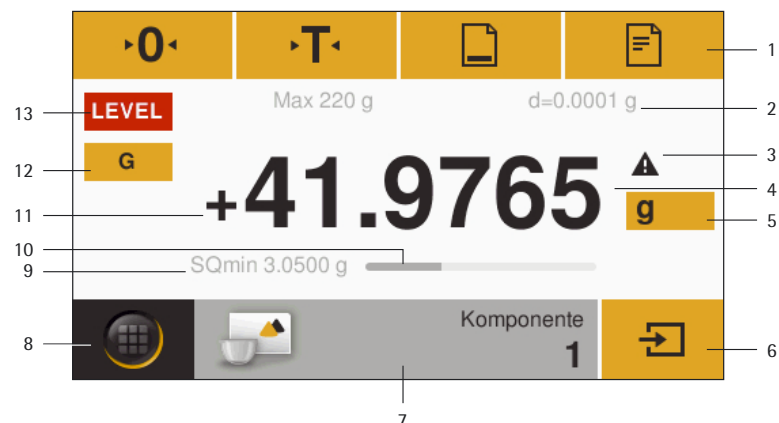 0 T 1
Max 220 g d=0.0001 g 2
13 LEVEL
3
12 G
+41.9765 4
g 5
11
10
9 SQmin 3.0500 g
Komponente
1
8 6
7